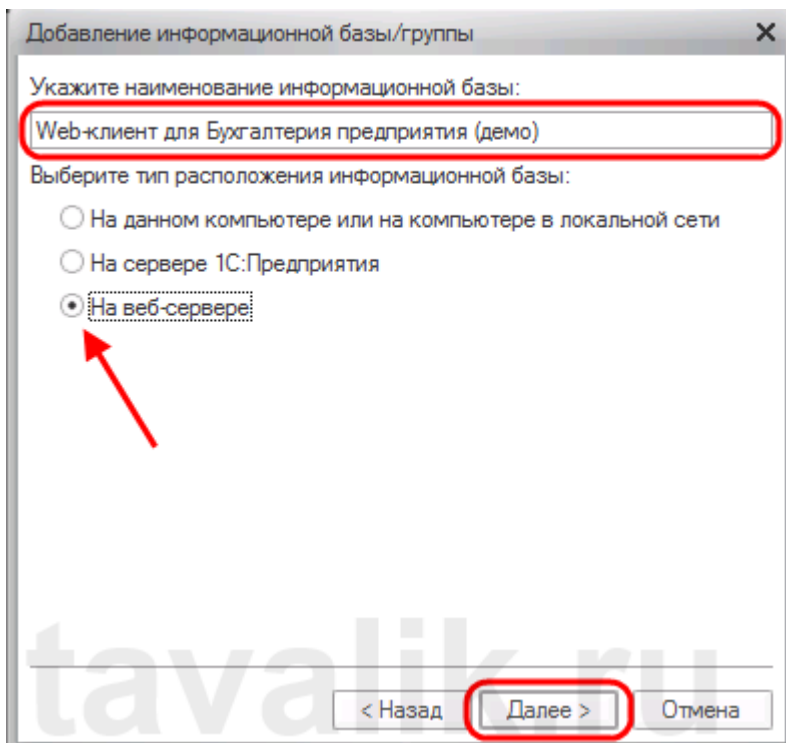 Добавление информационной базы/группы
Укажите наименование информационной базы:
Web-клиент для Бухгалтерия предприятия (демо)
Выберите тип расположения информационной базы:
На данном компьютере или на компьютере в локальной сети
На сервере 1С:Предприятия
На веб-сервере
tavalik.ru
< Назад Далее > Отмена